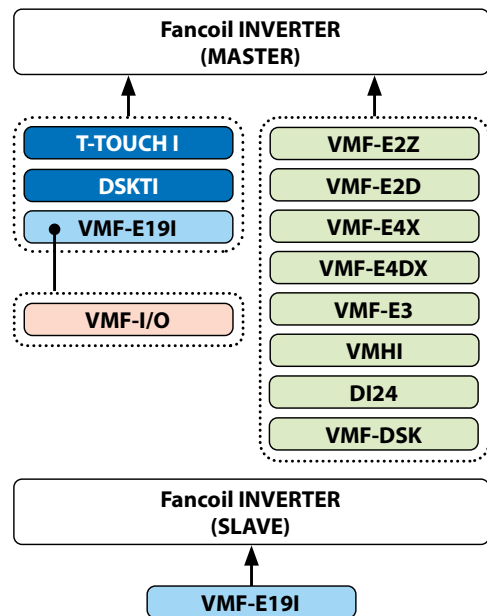 Fancoil INVERTER
(MASTER)
T-TOUCH I
DSKTI
VMF-E19I
VMF-I/O
VMF-E2Z
VMF-E2D
VMF-E4X
VMF-E4DX
VMF-E3
VMHI
DI24
VMF-DSK
Fancoil INVERTER
(SLAVE)
VMF-E19I